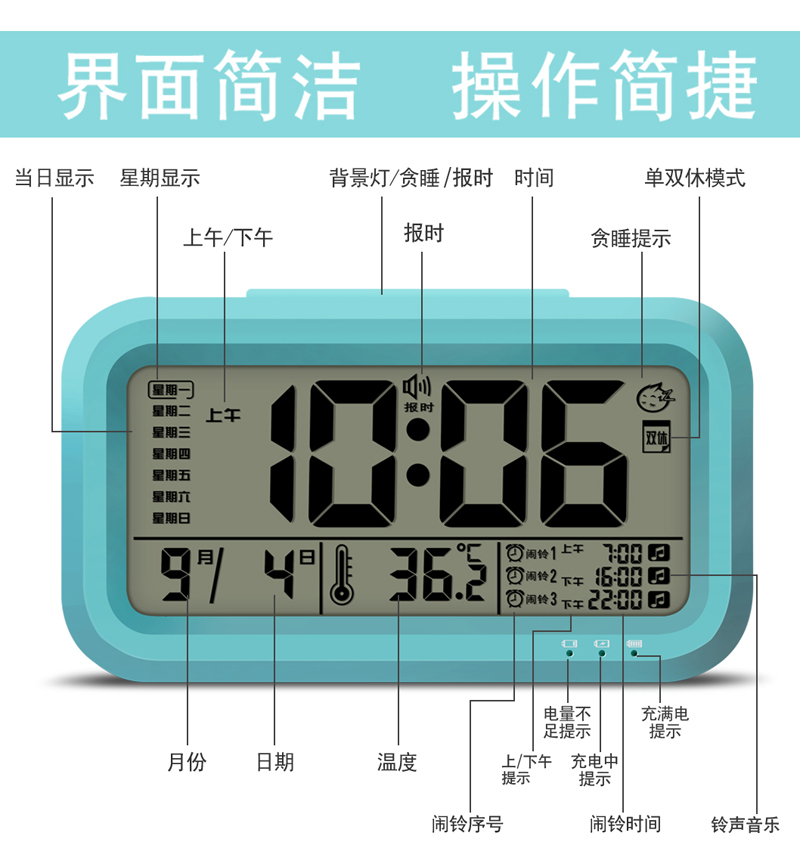 界面简洁 操作简捷
当日显示 星期显示 背景灯/贪睡/报时 时间 单双休模式
上午/下午 报时 贪睡提示
星期一
星期二
星期三
星期四
星期五
星期六
星期日
上午
报时
10:06
双休
9月/ 4日
36.2℃
闹铃1 上午 7:00
闹铃2 下午 16:00
闹铃3 下午 22:00
电量不
足提示
充满电
提示
月份 日期 温度
上/下午
提示
充电中
提示
闹铃序号 闹铃时间 铃声音乐